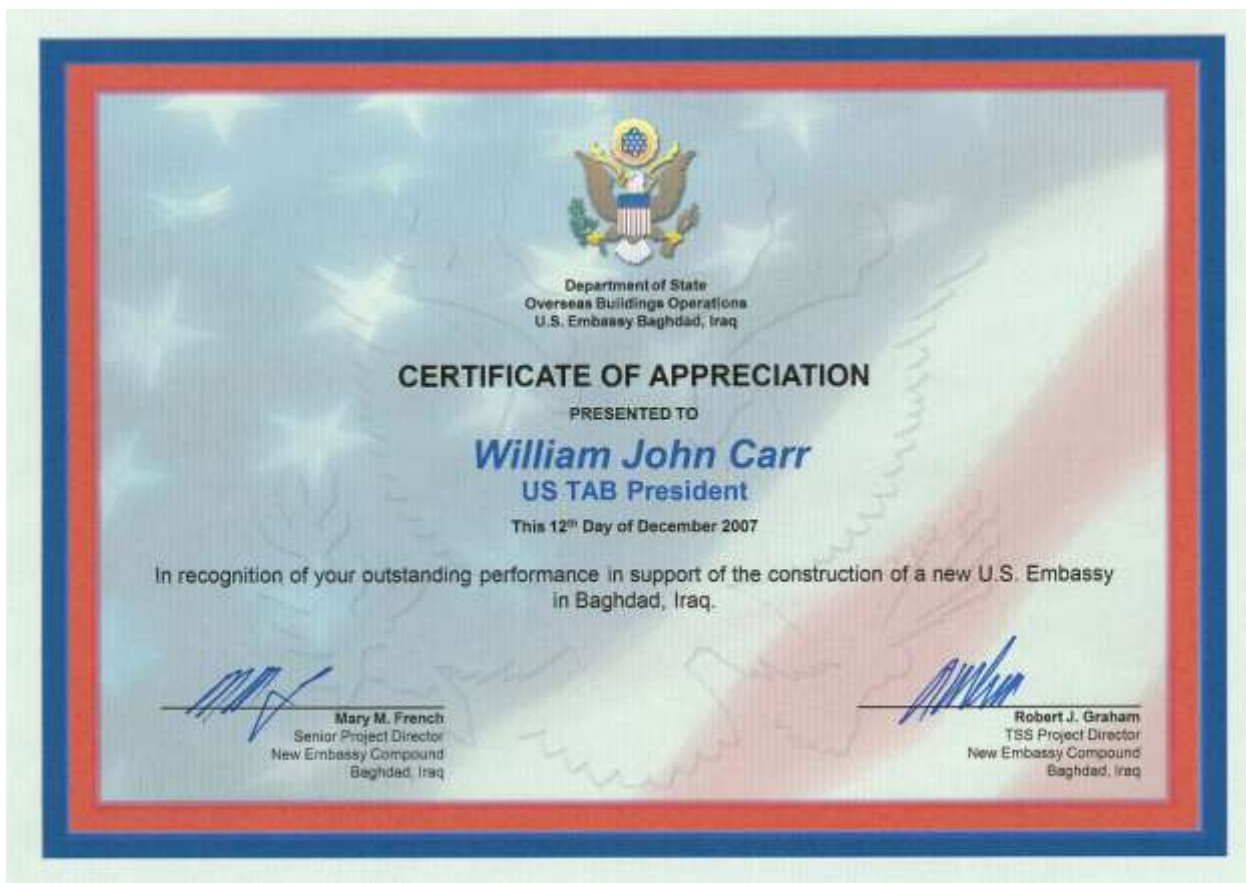 Department of State
Overseas Buildings Operations
U.S. Embassy Baghdad, Iraq
CERTIFICATE OF APPRECIATION
PRESENTED TO
William John Carr
US TAB President
This 12th Day of December 2007
In recognition of your outstanding performance in support of the construction of a new U.S. Embassy
in Baghdad, Iraq.
Mary M. French
Senior Project Director
New Embassy Compound
Baghdad, Iraq
Robert J. Graham
TSS Project Director
New Embassy Compound
Baghdad, Iraq